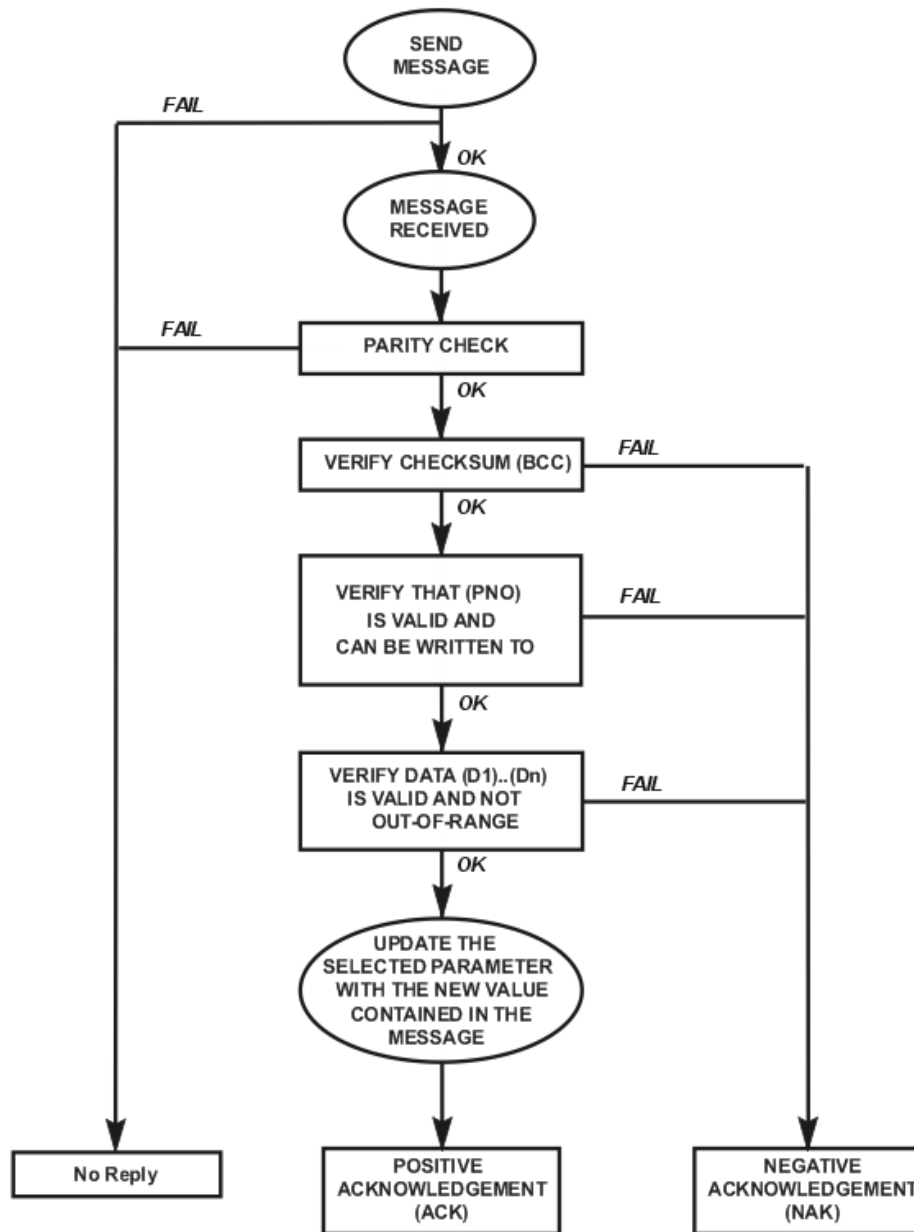 SEND
MESSAGE
FAIL
OK
MESSAGE
RECEIVED
FAIL
PARITY CHECK
OK
VERIFY CHECKSUM (BCC)
FAIL
OK
VERIFY THAT (PNO)
IS VALID AND
CAN BE WRITTEN TO
FAIL
OK
VERIFY DATA (D1)..(Dn)
IS VALID AND NOT
OUT-OF-RANGE
FAIL
OK
UPDATE THE
SELECTED PARAMETER
WITH THE NEW VALUE
CONTAINED IN THE
MESSAGE
No Reply
POSITIVE
ACKNOWLEDGEMENT
(ACK)
NEGATIVE
ACKNOWLEDGEMENT
(NAK)